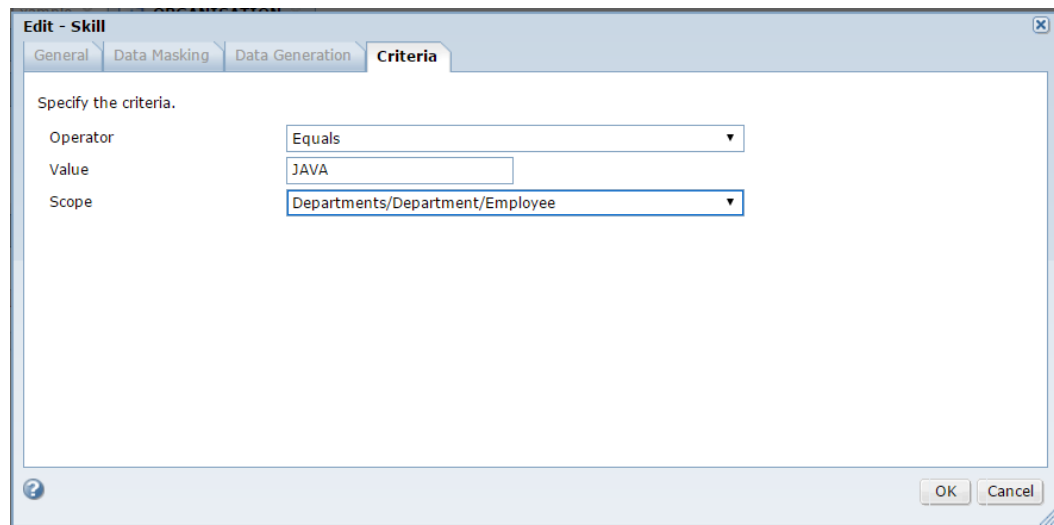 Edit - Skill
General Data Masking Data Generation Criteria
Specify the criteria.
Operator Equals
Value JAVA
Scope Departments/Department/Employee
OK Cancel